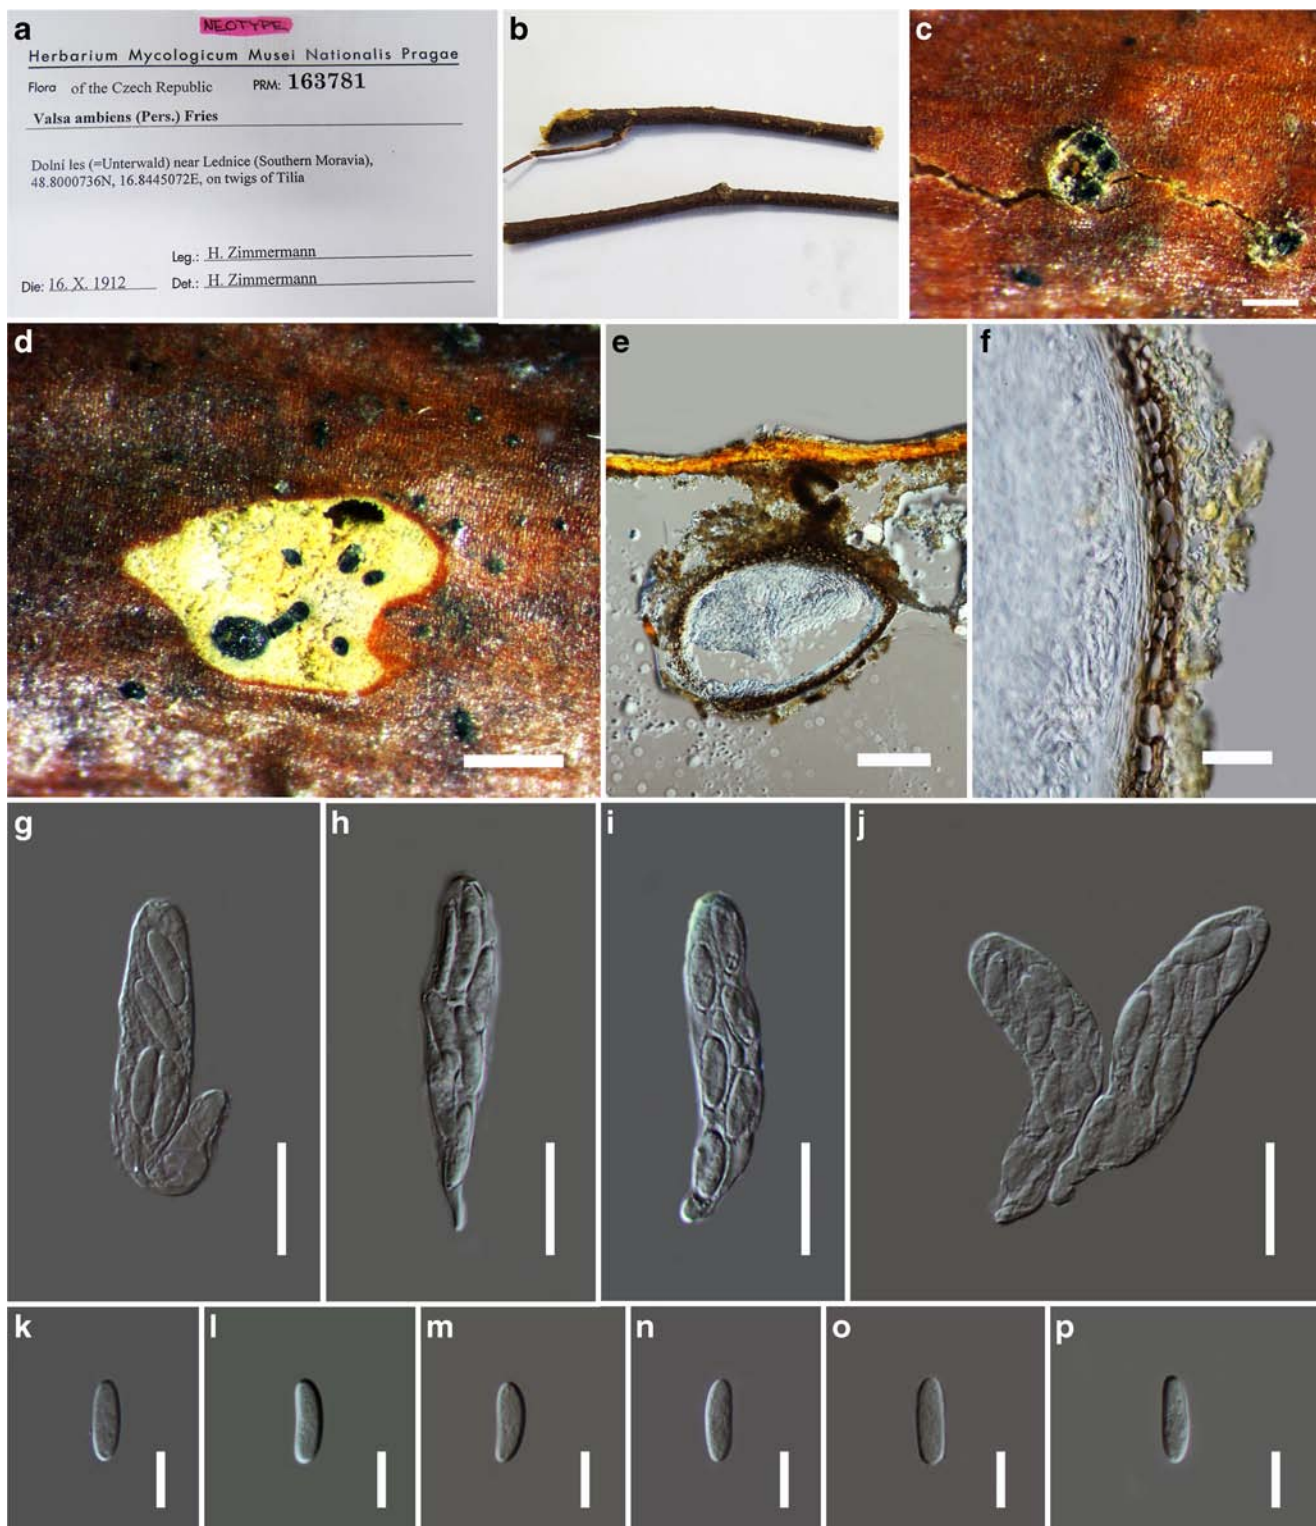 a
NEOTYPE
Herbarium Mycologicum Musei Nationalis Pragae
Flora of the Czech Republic PRM: 163781
Valsa ambiens (Pers.) Fries
Dolní les (=Unterwald) near Lednice (Southern Moravia),
48.8000736N, 16.8445072E, on twigs of Tilia
Leg.: H. Zimmermann
Die: 16. X. 1912 Det.: H. Zimmermann
b
c
d
e
f
g
h
i
j
k
l
m
n
o
p